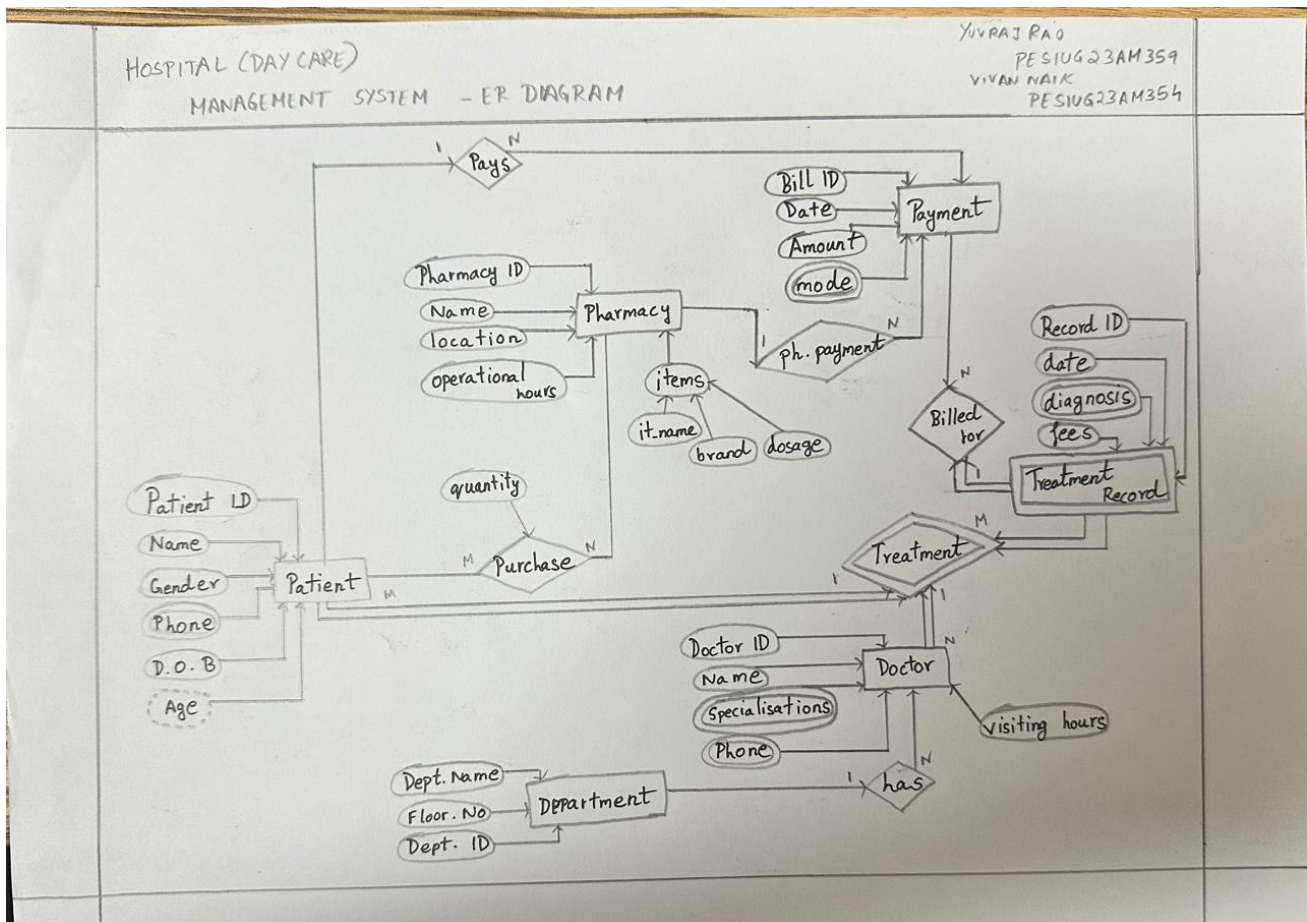 HOSPITAL (DAY CARE)
MANAGEMENT SYSTEM - ER DIAGRAM
YUVRAJ RAO
PES1UG23AM359
VIVAN NAIK
PES1UG23AM354
1
Pays
N
Bill ID
Date
Amount
mode
Payment
Pharmacy ID
Name
location
operational
hours
Pharmacy
items
it_name
brand
dosage
1
ph. payment
N
Record ID
date
diagnosis
fees
N
Billed
for
1
Treatment
Record
quantity
M
Purchase
N
Patient ID
Name
Gender
Phone
D.O.B
Age
Patient
M
M
Treatment
1
1
N
Doctor ID
Name
Specialisations
Phone
Doctor
visiting hours
Dept. Name
Floor. No
Dept. ID
DEPartment
1
has
N